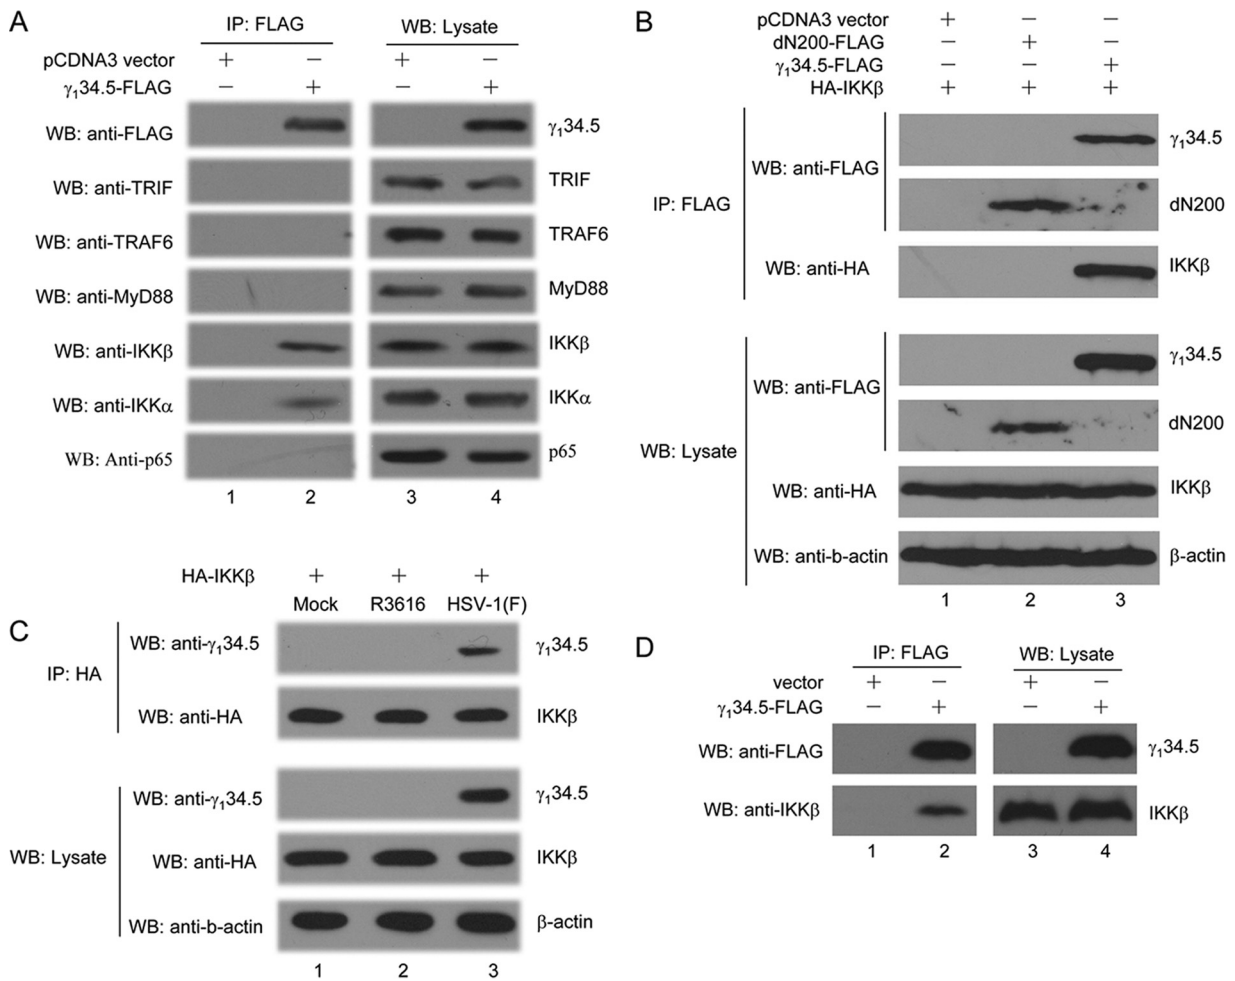 A
IP: FLAG
WB: Lysate
pCDNA3 vector + − + −
γ₁34.5-FLAG − + − +
WB: anti-FLAG γ₁34.5
WB: anti-TRIF TRIF
WB: anti-TRAF6 TRAF6
WB: anti-MyD88 MyD88
WB: anti-IKKβ IKKβ
WB: anti-IKKα IKKα
WB: Anti-p65 p65
1 2 3 4
B
pCDNA3 vector + − −
dN200-FLAG − + −
γ₁34.5-FLAG − − +
HA-IKKβ + + +
IP: FLAG
WB: anti-FLAG
γ₁34.5
dN200
WB: anti-HA IKKβ
WB: Lysate
WB: anti-FLAG
γ₁34.5
dN200
WB: anti-HA IKKβ
WB: anti-b-actin β-actin
1 2 3
C
HA-IKKβ + + +
Mock R3616 HSV-1(F)
IP: HA
WB: anti-γ₁34.5 γ₁34.5
WB: anti-HA IKKβ
WB: Lysate
WB: anti-γ₁34.5 γ₁34.5
WB: anti-HA IKKβ
WB: anti-b-actin β-actin
1 2 3
D
IP: FLAG
WB: Lysate
vector + − + −
γ₁34.5-FLAG − + − +
WB: anti-FLAG γ₁34.5
WB: anti-IKKβ IKKβ
1 2 3 4